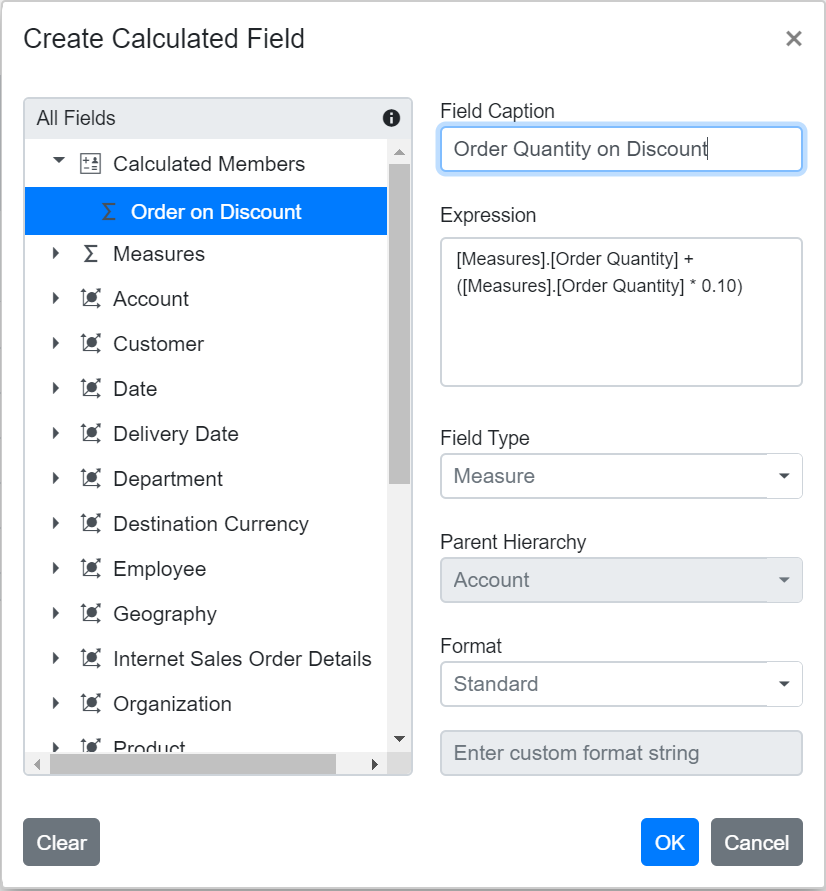 Create Calculated Field
All Fields
Calculated Members
Order on Discount
Measures
Account
Customer
Date
Delivery Date
Department
Destination Currency
Employee
Geography
Internet Sales Order Details
Organization
Product
Field Caption
Order Quantity on Discount
Expression
[Measures].[Order Quantity] +
([Measures].[Order Quantity] * 0.10)
Field Type
Measure
Parent Hierarchy
Account
Format
Standard
Enter custom format string
Clear
OK
Cancel